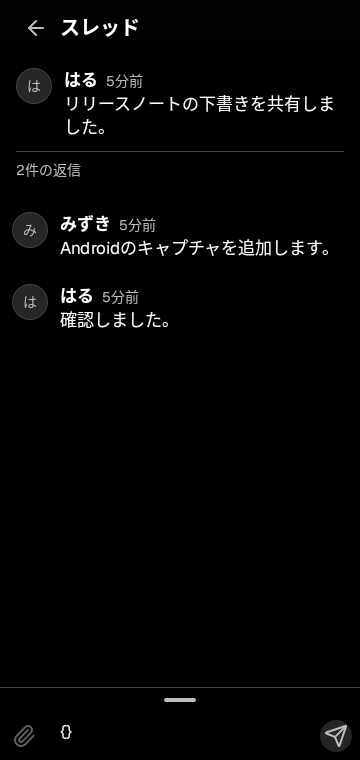 スレッド
は
はる 5分前
リリースノートの下書きを共有しま
した。
2件の返信
み
みずき 5分前
Androidのキャプチャを追加します。
は
はる 5分前
確認しました。
{}